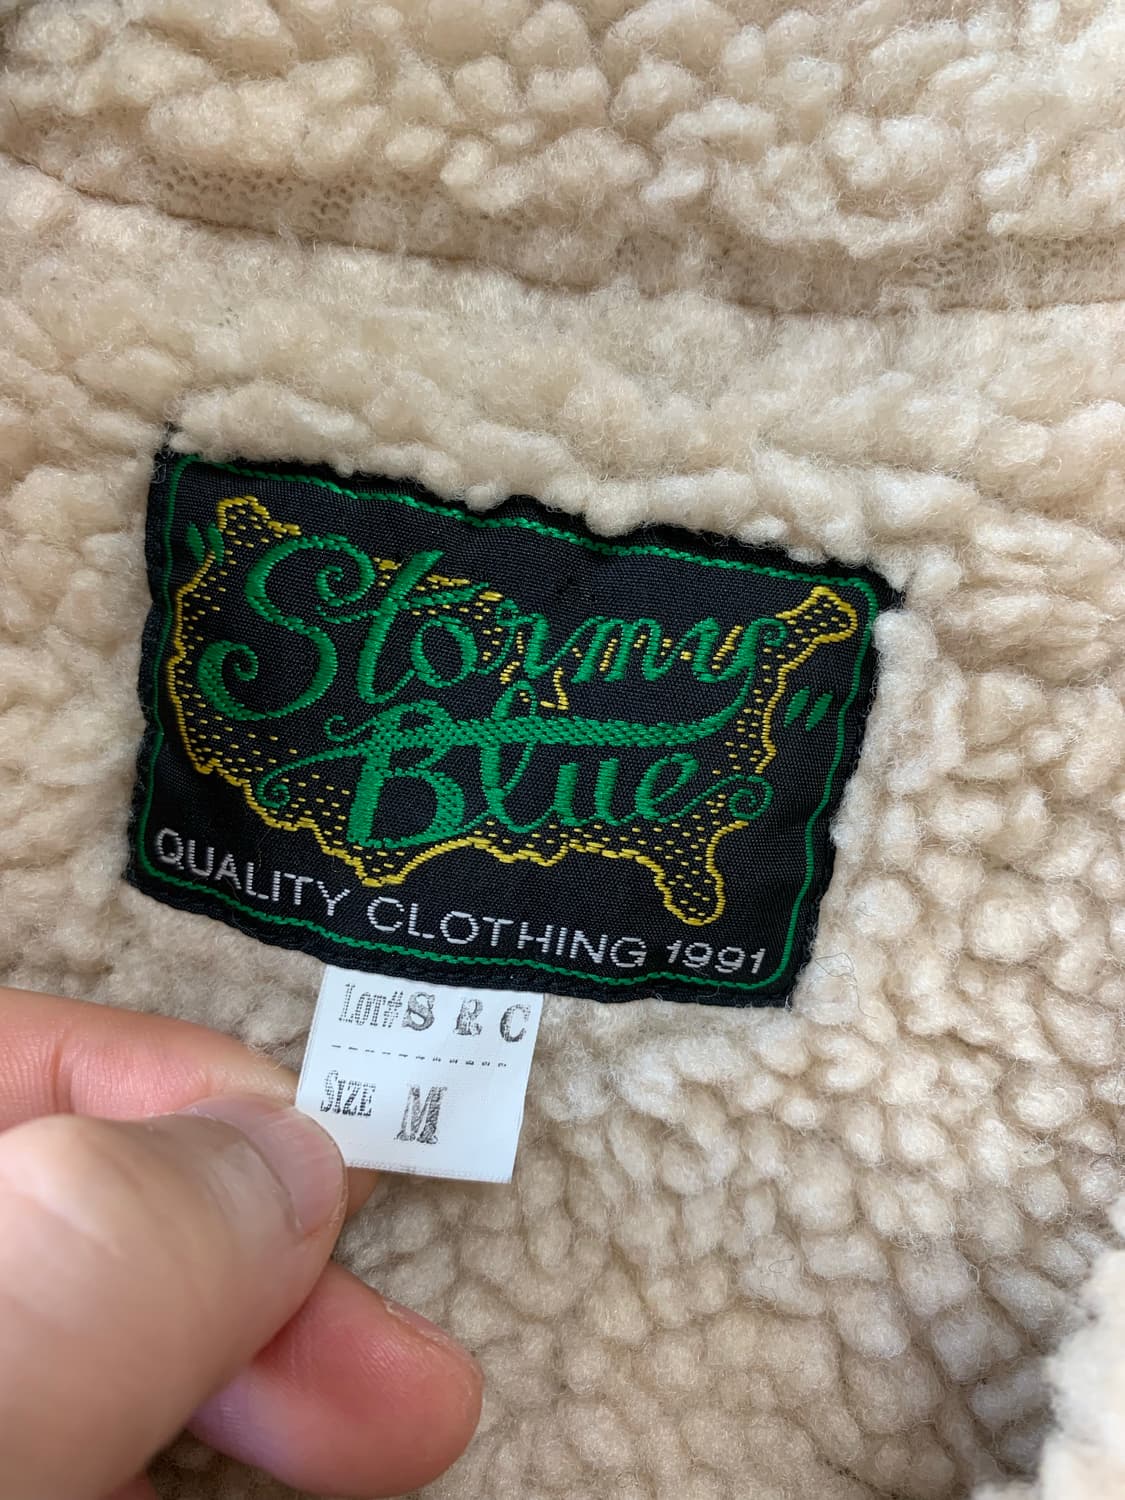 "Stormy
Blue"
QUALITY CLOTHING 1991
LOT# S R C
SIZE M